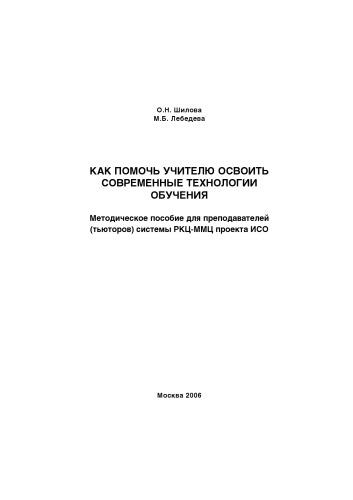 О.Н. Шилова
М.Б. Лебедева
КАК ПОМОЧЬ УЧИТЕЛЮ ОСВОИТЬ
СОВРЕМЕННЫЕ ТЕХНОЛОГИИ
ОБУЧЕНИЯ
Методическое пособие для преподавателей
(тьюторов) системы РКЦ-ММЦ проекта ИСО
Москва 2006